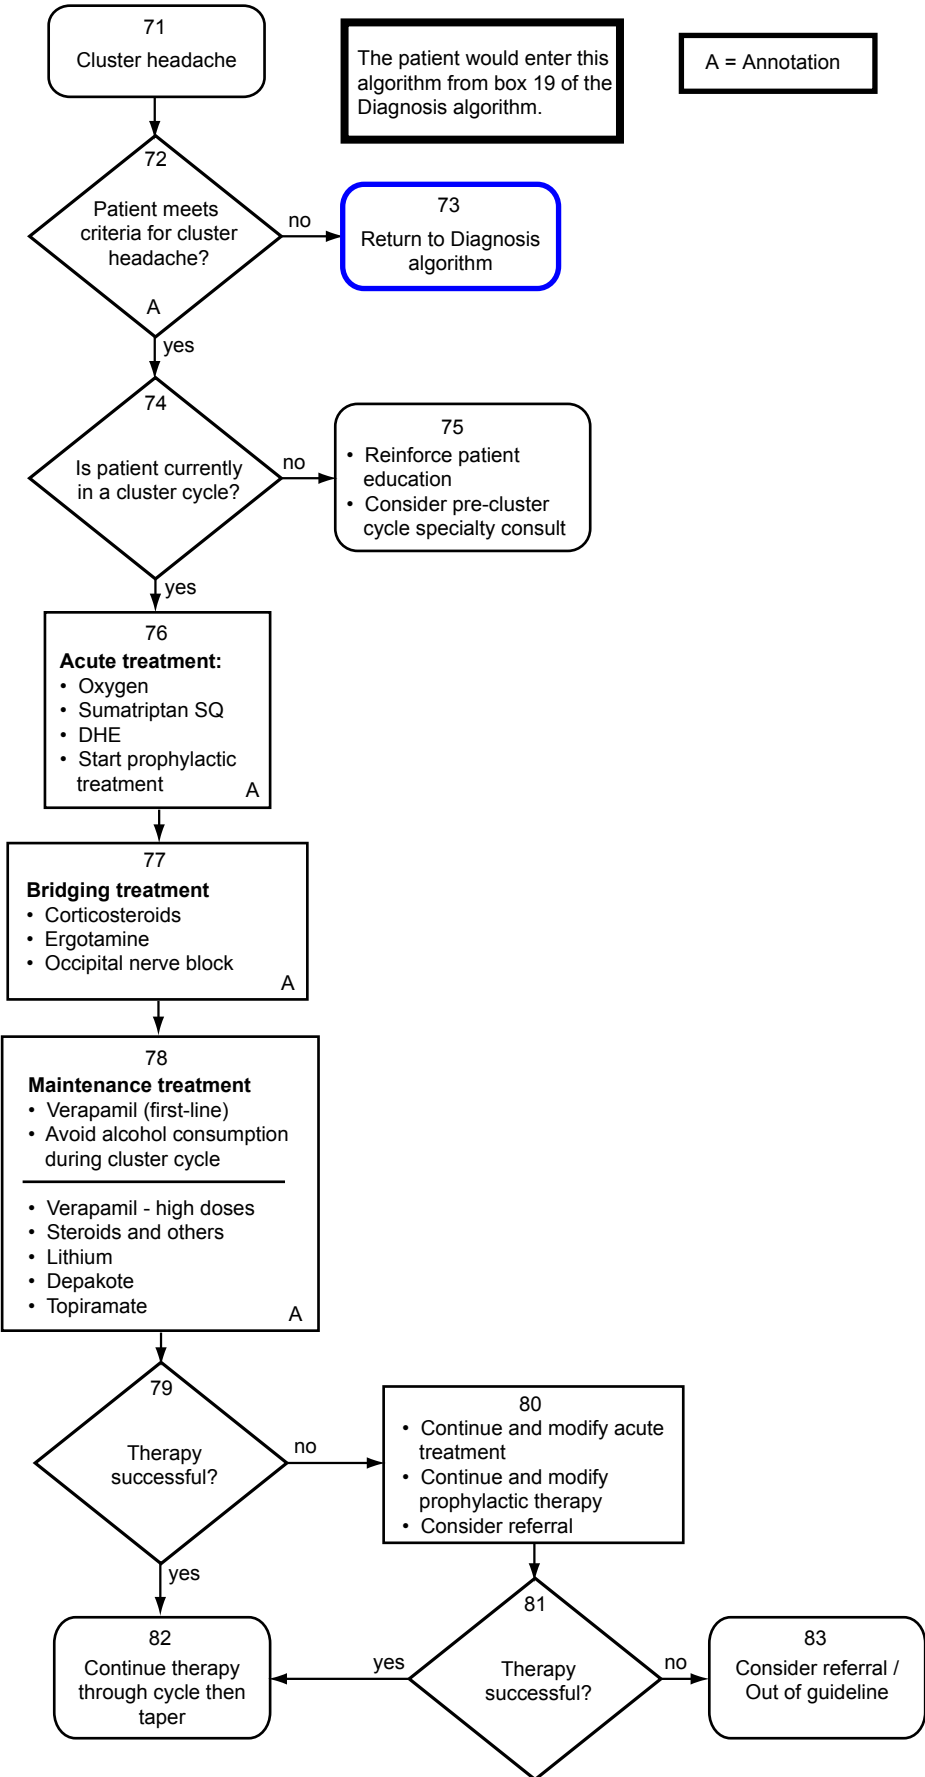 71
Cluster headache
The patient would enter this
algorithm from box 19 of the
Diagnosis algorithm.
A = Annotation
72
Patient meets
criteria for cluster
headache?
A
no
73
Return to Diagnosis
algorithm
yes
74
Is patient currently
in a cluster cycle?
no
75
• Reinforce patient
education
• Consider pre-cluster
cycle specialty consult
yes
76
Acute treatment:
• Oxygen
• Sumatriptan SQ
• DHE
• Start prophylactic
treatment
A
77
Bridging treatment
• Corticosteroids
• Ergotamine
• Occipital nerve block
A
78
Maintenance treatment
• Verapamil (first-line)
• Avoid alcohol consumption
during cluster cycle
• Verapamil - high doses
• Steroids and others
• Lithium
• Depakote
• Topiramate
A
79
Therapy
successful?
no
80
• Continue and modify acute
treatment
• Continue and modify
prophylactic therapy
• Consider referral
yes
81
Therapy
successful?
yes
82
Continue therapy
through cycle then
taper
no
83
Consider referral /
Out of guideline